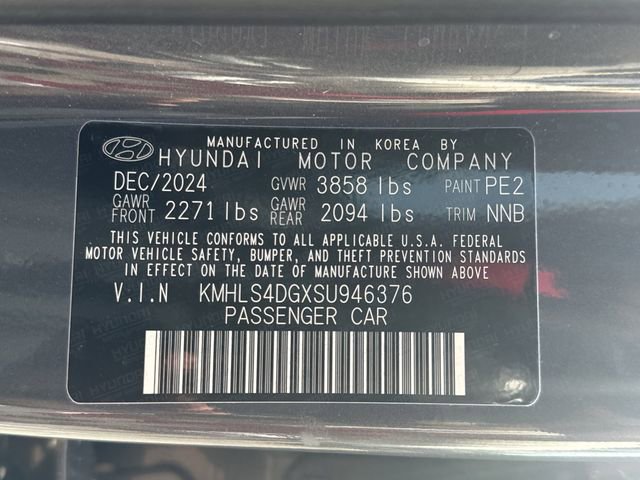 MANUFACTURED IN KOREA BY
HYUNDAI MOTOR COMPANY
DEC/2024 GVWR 3858 lbs PAINT PE2
GAWR FRONT 2271 lbs GAWR REAR 2094 lbs TRIM NNB
THIS VEHICLE CONFORMS TO ALL APPLICABLE U.S.A. FEDERAL
MOTOR VEHICLE SAFETY, BUMPER, AND THEFT PREVENTION STANDARDS
IN EFFECT ON THE DATE OF MANUFACTURE SHOWN ABOVE
V.I.N KMHLS4DGXSU946376
PASSENGER CAR